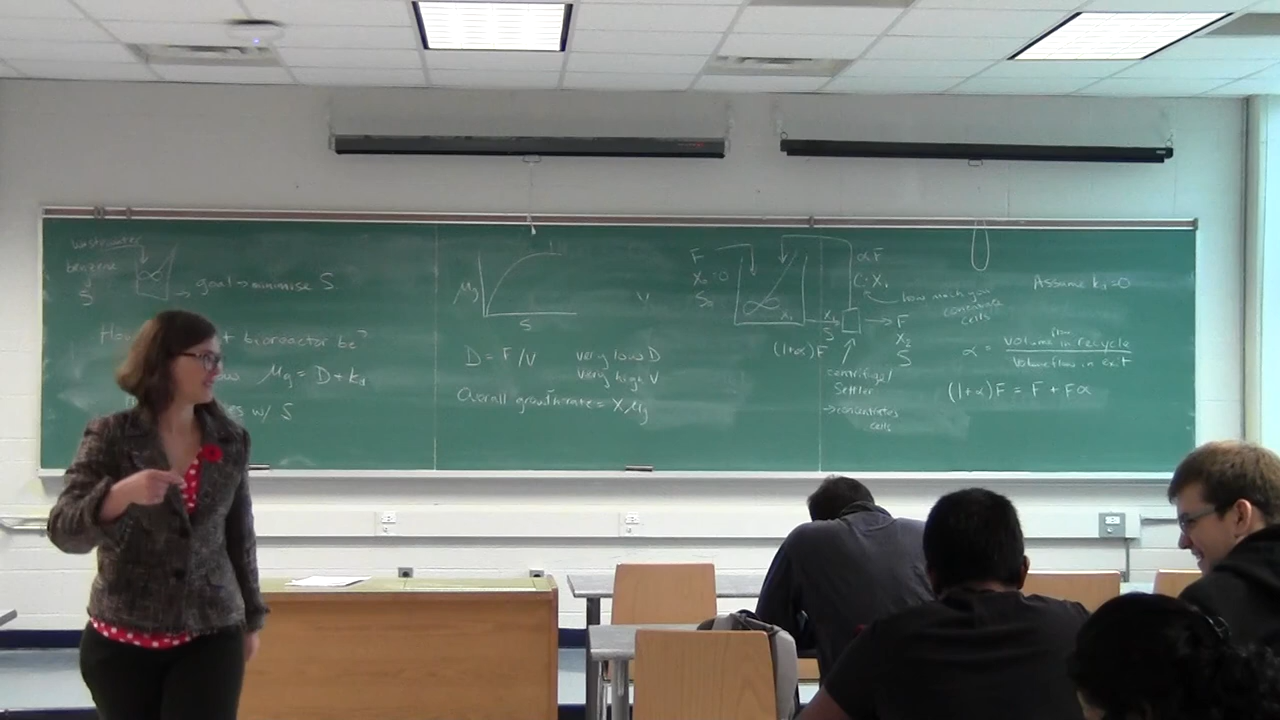 wastewater
benzene
S
goal → minimise S
bioreactor be?
μg = D + kd
w/ S
μg
S
D = F/V
very low D
very high V
Overall growth rate = X₁μg
F
X₀ = 0
S₀
X₁
X₁
S
(1+α)F
αF
C·X₁
how much you
concentrate
cells
F
X₂
S
centrifuge/
Settler
→ concentrates
cells
Assume kd = 0
α = volume flow in recycle
Volume flow in exit
(1+α)F = F + Fα